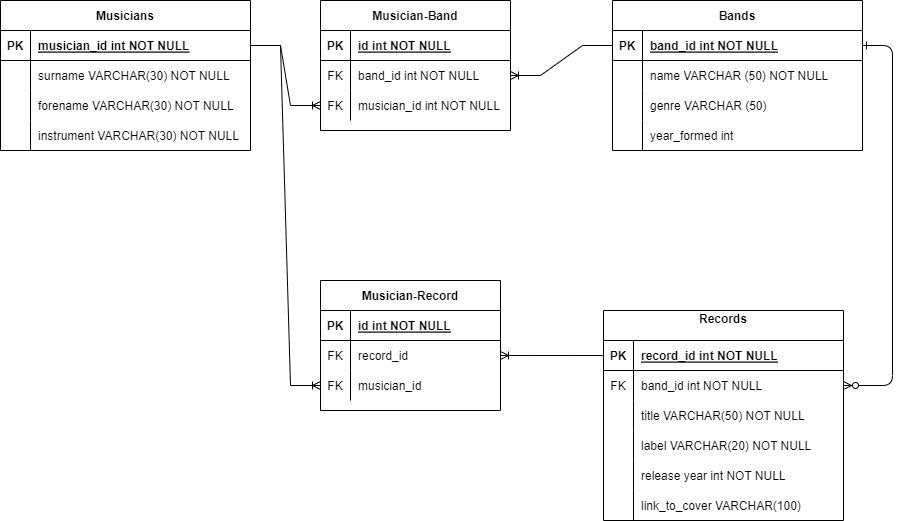 Musicians
PK musician_id int NOT NULL
surname VARCHAR(30) NOT NULL
forename VARCHAR(30) NOT NULL
instrument VARCHAR(30) NOT NULL
Musician-Band
PK id int NOT NULL
FK band_id int NOT NULL
FK musician_id int NOT NULL
Bands
PK band_id int NOT NULL
name VARCHAR (50) NOT NULL
genre VARCHAR (50)
year_formed int
Musician-Record
PK id int NOT NULL
FK record_id
FK musician_id
Records
PK record_id int NOT NULL
FK band_id int NOT NULL
title VARCHAR(50) NOT NULL
label VARCHAR(20) NOT NULL
release year int NOT NULL
link_to_cover VARCHAR(100)